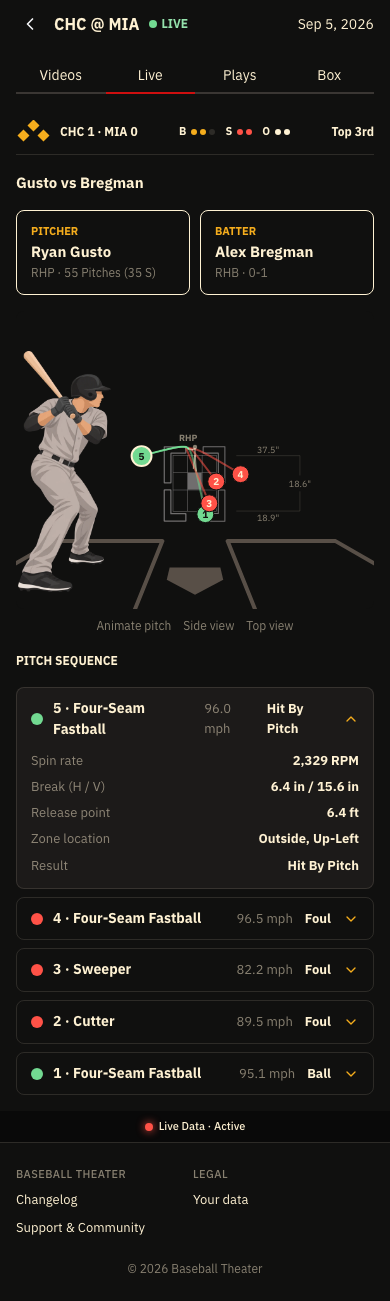 CHC @ MIA LIVE Sep 5, 2026
Videos Live Plays Box
CHC 1 · MIA 0 B S O Top 3rd
Gusto vs Bregman
PITCHER
Ryan Gusto
RHP · 55 Pitches (35 S)
BATTER
Alex Bregman
RHB · 0-1
RHP
5
4
2
3
1
37.5"
18.6"
18.9"
Animate pitch Side view Top view
PITCH SEQUENCE
5 · Four-Seam Fastball 96.0 mph Hit By Pitch
Spin rate 2,329 RPM
Break (H / V) 6.4 in / 15.6 in
Release point 6.4 ft
Zone location Outside, Up-Left
Result Hit By Pitch
4 · Four-Seam Fastball 96.5 mph Foul
3 · Sweeper 82.2 mph Foul
2 · Cutter 89.5 mph Foul
1 · Four-Seam Fastball 95.1 mph Ball
Live Data · Active
BASEBALL THEATER
Changelog
Support & Community
LEGAL
Your data
© 2026 Baseball Theater